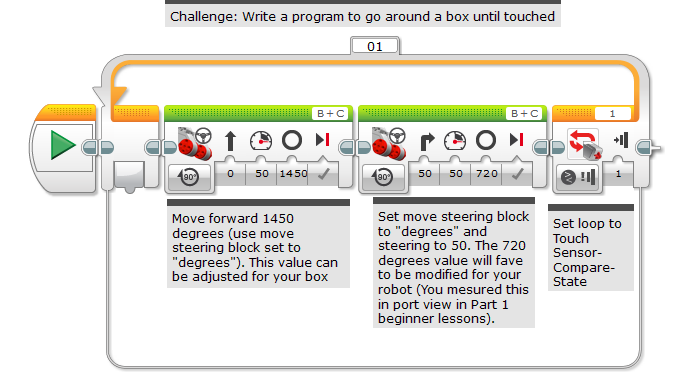 Challenge: Write a program to go around a box until touched
01
B+C
B+C
1
90°
0 50 1450
90°
50 50 720
1
Move forward 1450
degrees (use move
steering block set to
"degrees"). This value can
be adjusted for your box
Set move steering block
to "degrees" and
steering to 50. The 720
degrees value will fave
to be modified for your
robot (You mesured this
in port view in Part 1
beginner lessons).
Set loop to
Touch
Sensor-
Compare-
State